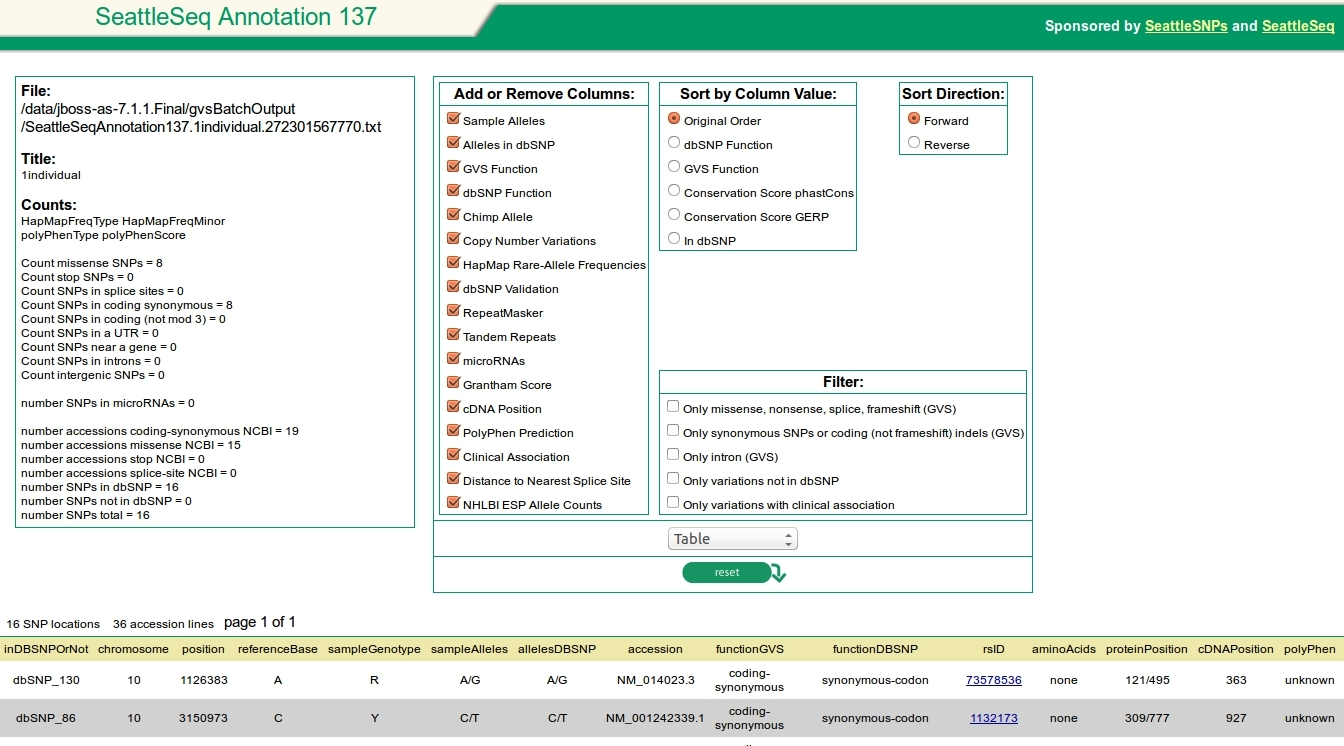 SeattleSeq Annotation 137
Sponsored by SeattleSNPs and SeattleSeq
File:
/data/jboss-as-7.1.1.Final/gvsBatchOutput
/SeattleSeqAnnotation137.1individual.272301567770.txt
Title:
1individual
Counts:
HapMapFreqType HapMapFreqMinor
polyPhenType polyPhenScore
Count missense SNPs = 8
Count stop SNPs = 0
Count SNPs in splice sites = 0
Count SNPs in coding synonymous = 8
Count SNPs in coding (not mod 3) = 0
Count SNPs in a UTR = 0
Count SNPs near a gene = 0
Count SNPs in introns = 0
Count intergenic SNPs = 0
number SNPs in microRNAs = 0
number accessions coding-synonymous NCBI = 19
number accessions missense NCBI = 15
number accessions stop NCBI = 0
number accessions splice-site NCBI = 0
number SNPs in dbSNP = 16
number SNPs not in dbSNP = 0
number SNPs total = 16
Add or Remove Columns:
Sample Alleles
Alleles in dbSNP
GVS Function
dbSNP Function
Chimp Allele
Copy Number Variations
HapMap Rare-Allele Frequencies
dbSNP Validation
RepeatMasker
Tandem Repeats
microRNAs
Grantham Score
cDNA Position
PolyPhen Prediction
Clinical Association
Distance to Nearest Splice Site
NHLBI ESP Allele Counts
Sort by Column Value:
Original Order
dbSNP Function
GVS Function
Conservation Score phastCons
Conservation Score GERP
In dbSNP
Sort Direction:
Forward
Reverse
Filter:
Only missense, nonsense, splice, frameshift (GVS)
Only synonymous SNPs or coding (not frameshift) indels (GVS)
Only intron (GVS)
Only variations not in dbSNP
Only variations with clinical association
Table
reset
16 SNP locations 36 accession lines page 1 of 1
inDBSNPOrNot chromosome position referenceBase sampleGenotype sampleAlleles allelesDBSNP accession functionGVS functionDBSNP rsID aminoAcids proteinPosition cDNAPosition polyPhen
dbSNP_130 10 1126383 A R A/G A/G NM_014023.3 coding-synonymous synonymous-codon 73578536 none 121/495 363 unknown
dbSNP_86 10 3150973 C Y C/T C/T NM_001242339.1 coding-synonymous synonymous-codon 1132173 none 309/777 927 unknown